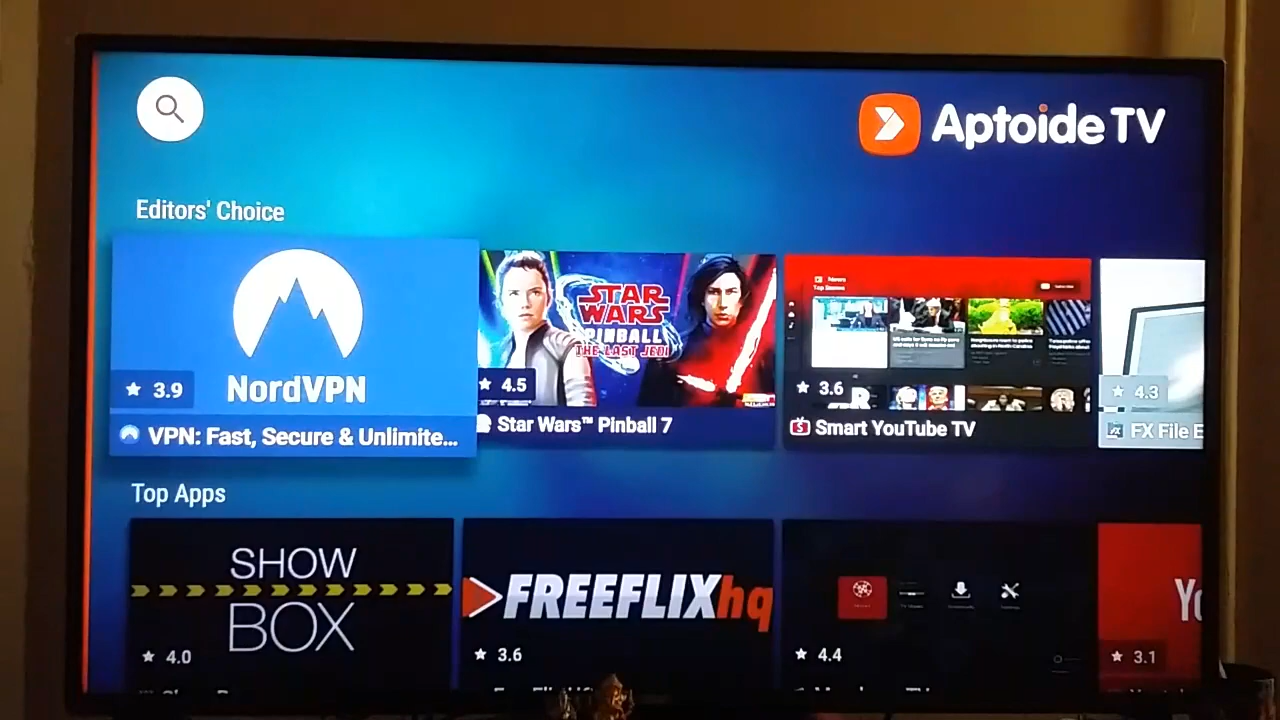 Aptoide TV
Editors' Choice
3.9
NordVPN
VPN: Fast, Secure & Unlimite...
STAR WARS
PINBALL
THE LAST JEDI
4.5
Star Wars™ Pinball 7
News
3.6
Smart YouTube TV
4.3
FX File E
Top Apps
SHOW
BOX
4.0
FREEFLIXhq
3.6
4.4
Yo
3.1